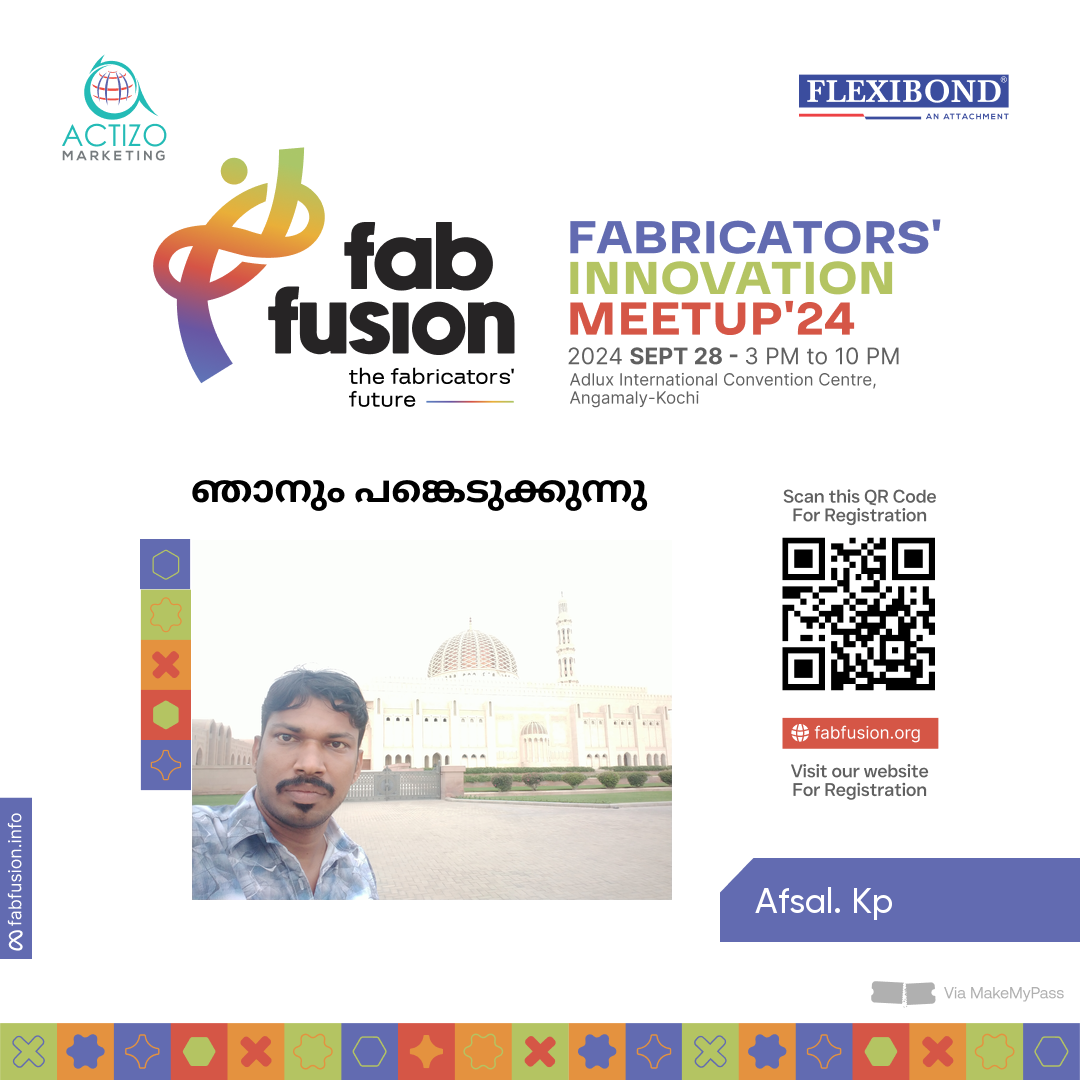 ACTIZO
MARKETING
FLEXIBOND®
AN ATTACHMENT
fab
fusion
the fabricators'
future
FABRICATORS'
INNOVATION
MEETUP'24
2024 SEPT 28 - 3 PM to 10 PM
Adlux International Convention Centre,
Angamaly-Kochi
ഞാനും പങ്കെടുക്കുന്നു
Scan this QR Code
For Registration
fabfusion.org
Visit our website
For Registration
fabfusion.info
Afsal. Kp
Via MakeMyPass